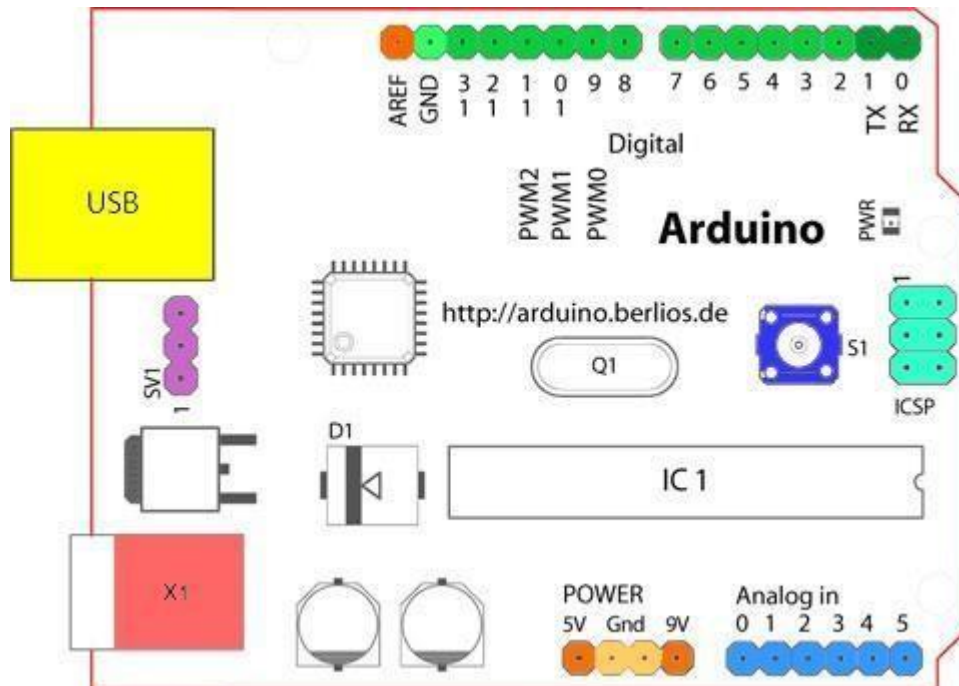 AREF
GND
13
12
11
10
9
8
7
6
5
4
3
2
1
0
TX
RX
Digital
USB
PWM2
PWM1
PWM0
Arduino
PWR
1
http://arduino.berlios.de
SV1
1
Q1
S1
ICSP
D1
IC 1
X1
POWER
5V Gnd 9V
Analog in
0 1 2 3 4 5